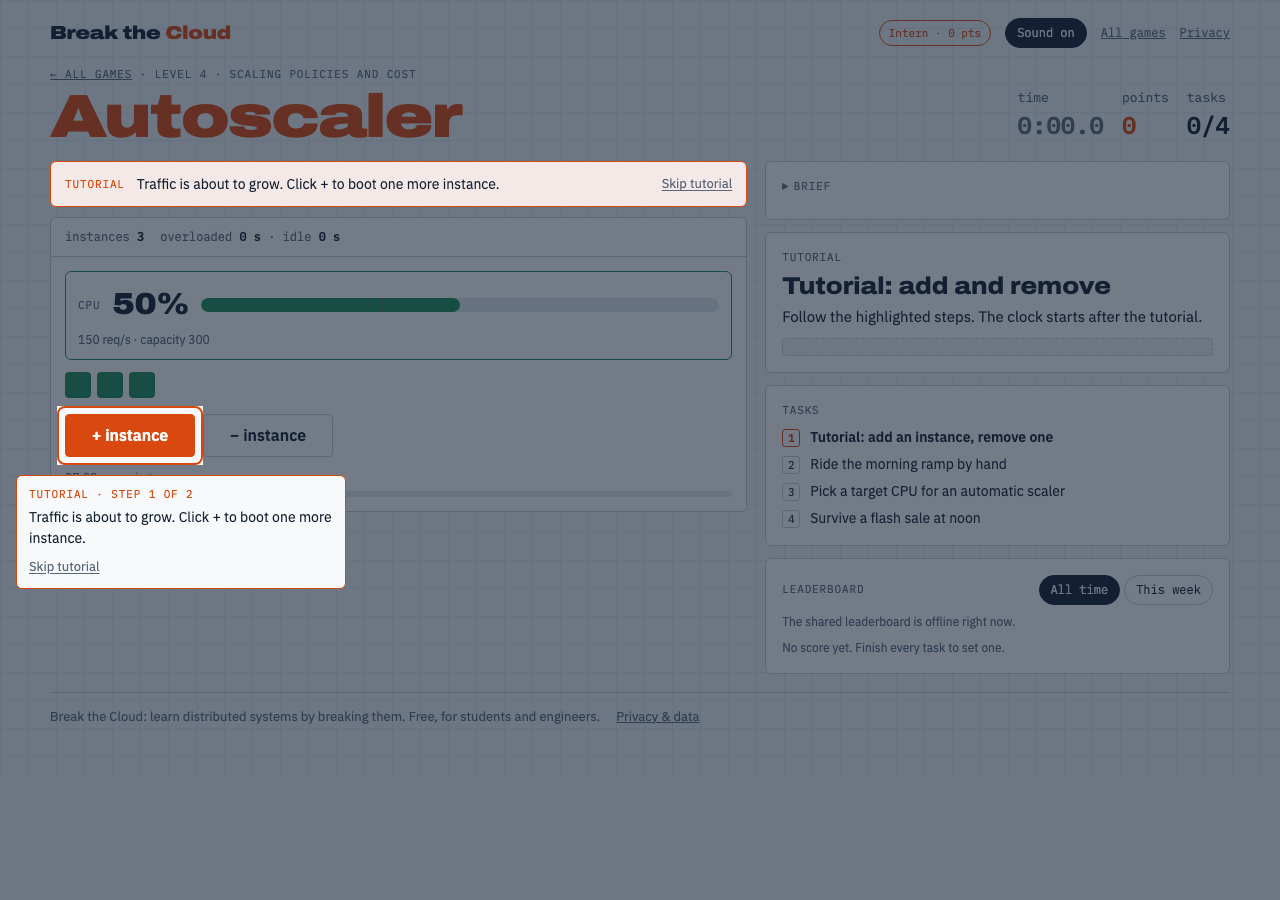 Break the Cloud
Intern · 0 pts
Sound on
All games
Privacy
← ALL GAMES · LEVEL 4 · SCALING POLICIES AND COST
Autoscaler
time
0:00.0
points
0
tasks
0/4
TUTORIAL Traffic is about to grow. Click + to boot one more instance. Skip tutorial
instances 3 overloaded 0 s · idle 0 s
CPU 50%
150 req/s · capacity 300
+ instance
– instance
TUTORIAL · STEP 1 OF 2
Traffic is about to grow. Click + to boot one more
instance.
Skip tutorial
BRIEF
TUTORIAL
Tutorial: add and remove
Follow the highlighted steps. The clock starts after the tutorial.
TASKS
1 Tutorial: add an instance, remove one
2 Ride the morning ramp by hand
3 Pick a target CPU for an automatic scaler
4 Survive a flash sale at noon
LEADERBOARD
All time
This week
The shared leaderboard is offline right now.
No score yet. Finish every task to set one.
Break the Cloud: learn distributed systems by breaking them. Free, for students and engineers. Privacy & data